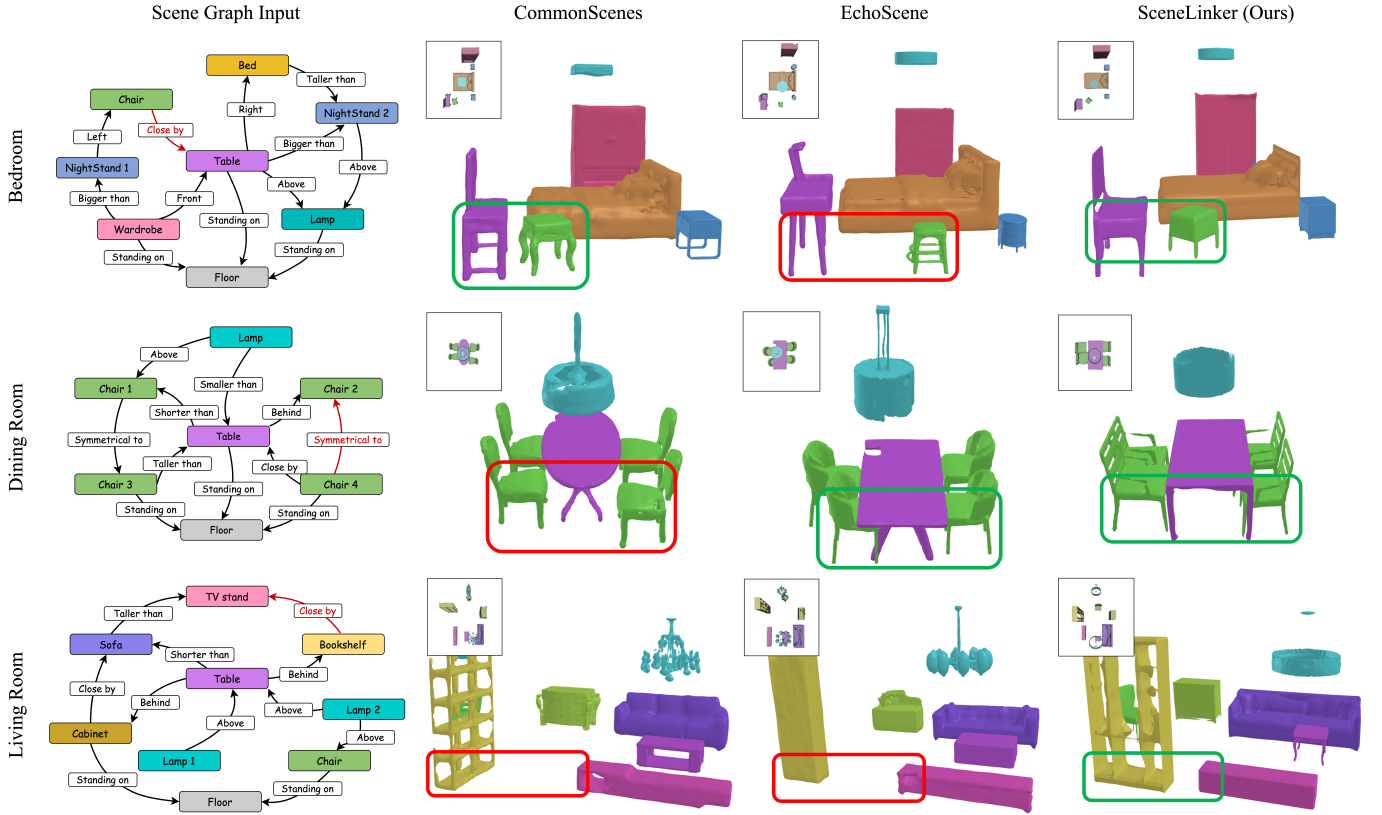 Scene Graph Input
CommonScenes
EchoScene
SceneLinker (Ours)
Bedroom
Bed
Taller than
Chair
Right
NightStand 2
Close by
Left
Bigger than
Table
NightStand 1
Above
Above
Bigger than
Front
Standing on
Lamp
Wardrobe
Standing on
Standing on
Floor
Dining Room
Lamp
Above
Chair 1
Smaller than
Chair 2
Shorter than
Behind
Table
Symmetrical to
Symmetrical to
Taller than
Close by
Chair 3
Standing on
Chair 4
Standing on
Standing on
Floor
Living Room
TV stand
Taller than
Close by
Sofa
Bookshelf
Shorter than
Table
Behind
Close by
Behind
Above
Lamp 2
Above
Cabinet
Above
Lamp 1
Chair
Standing on
Standing on
Floor